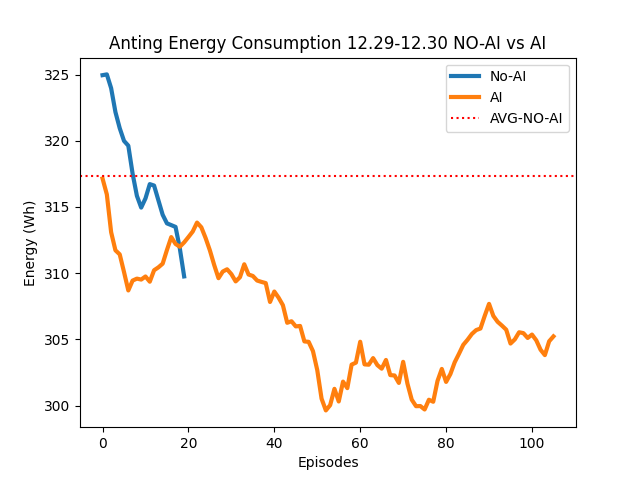 Anting Energy Consumption 12.29-12.30 NO-AI vs AI
No-AI
AI
AVG-NO-AI
Energy (Wh)
325
320
315
310
305
300
0 20 40 60 80 100
Episodes